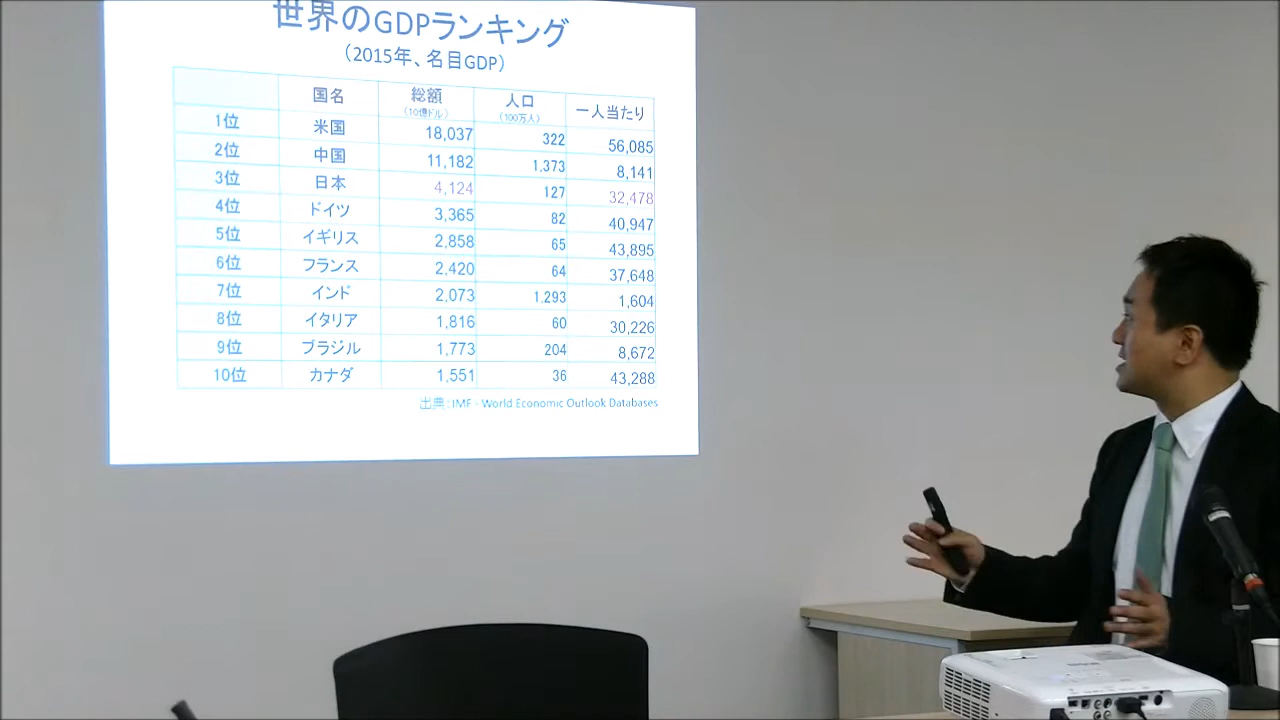 世界のGDPランキング
（2015年、名目GDP）
国名 総額 人口 一人当たり
（10億ドル） （100万人）
1位 米国 18,037 322 56,085
2位 中国 11,182 1,373 8,141
3位 日本 4,124 127 32,478
4位 ドイツ 3,365 82 40,947
5位 イギリス 2,858 65 43,895
6位 フランス 2,420 64 37,648
7位 インド 2,073 1,293 1,604
8位 イタリア 1,816 60 30,226
9位 ブラジル 1,773 204 8,672
10位 カナダ 1,551 36 43,288
出典：IMF - World Economic Outlook Databases